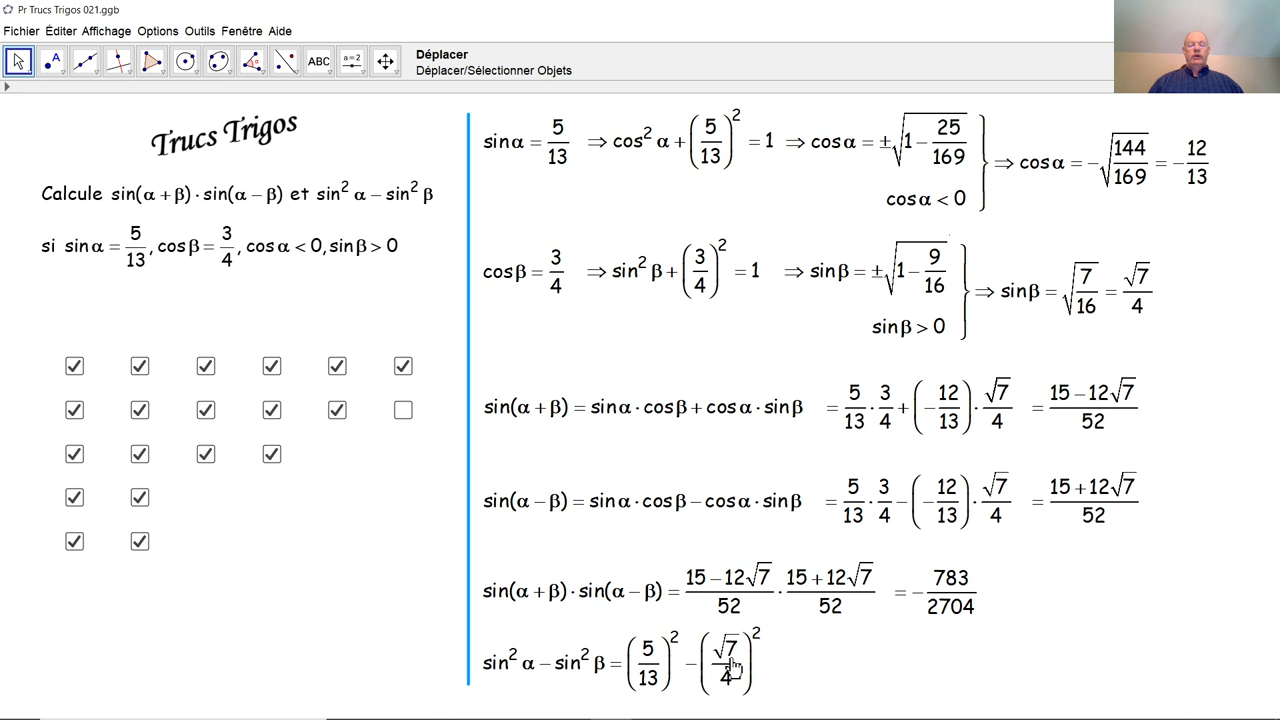 Pr Trucs Trigos 021.ggb
Fichier Éditer Affichage Options Outils Fenêtre Aide
ABC
a=2
Déplacer
Déplacer/Sélectionner Objets
Trucs Trigos
Calcule sin(α + β) · sin(α − β) et sin² α − sin² β
si sin α = 5/13, cos β = 3/4, cos α < 0, sin β > 0
sin α = 5/13 ⇒ cos² α + (5/13)² = 1 ⇒ cos α = ±√(1 − 25/169) cos α < 0 } ⇒ cos α = −√(144/169) = −12/13
cos β = 3/4 ⇒ sin² β + (3/4)² = 1 ⇒ sin β = ±√(1 − 9/16) sin β > 0 } ⇒ sin β = √(7/16) = √7/4
sin(α + β) = sin α · cos β + cos α · sin β = 5/13 · 3/4 + (−12/13) · √7/4 = (15 − 12√7)/52
sin(α − β) = sin α · cos β − cos α · sin β = 5/13 · 3/4 − (−12/13) · √7/4 = (15 + 12√7)/52
sin(α + β) · sin(α − β) = (15 − 12√7)/52 · (15 + 12√7)/52 = −783/2704
sin² α − sin² β = (5/13)² − (√7/4)²